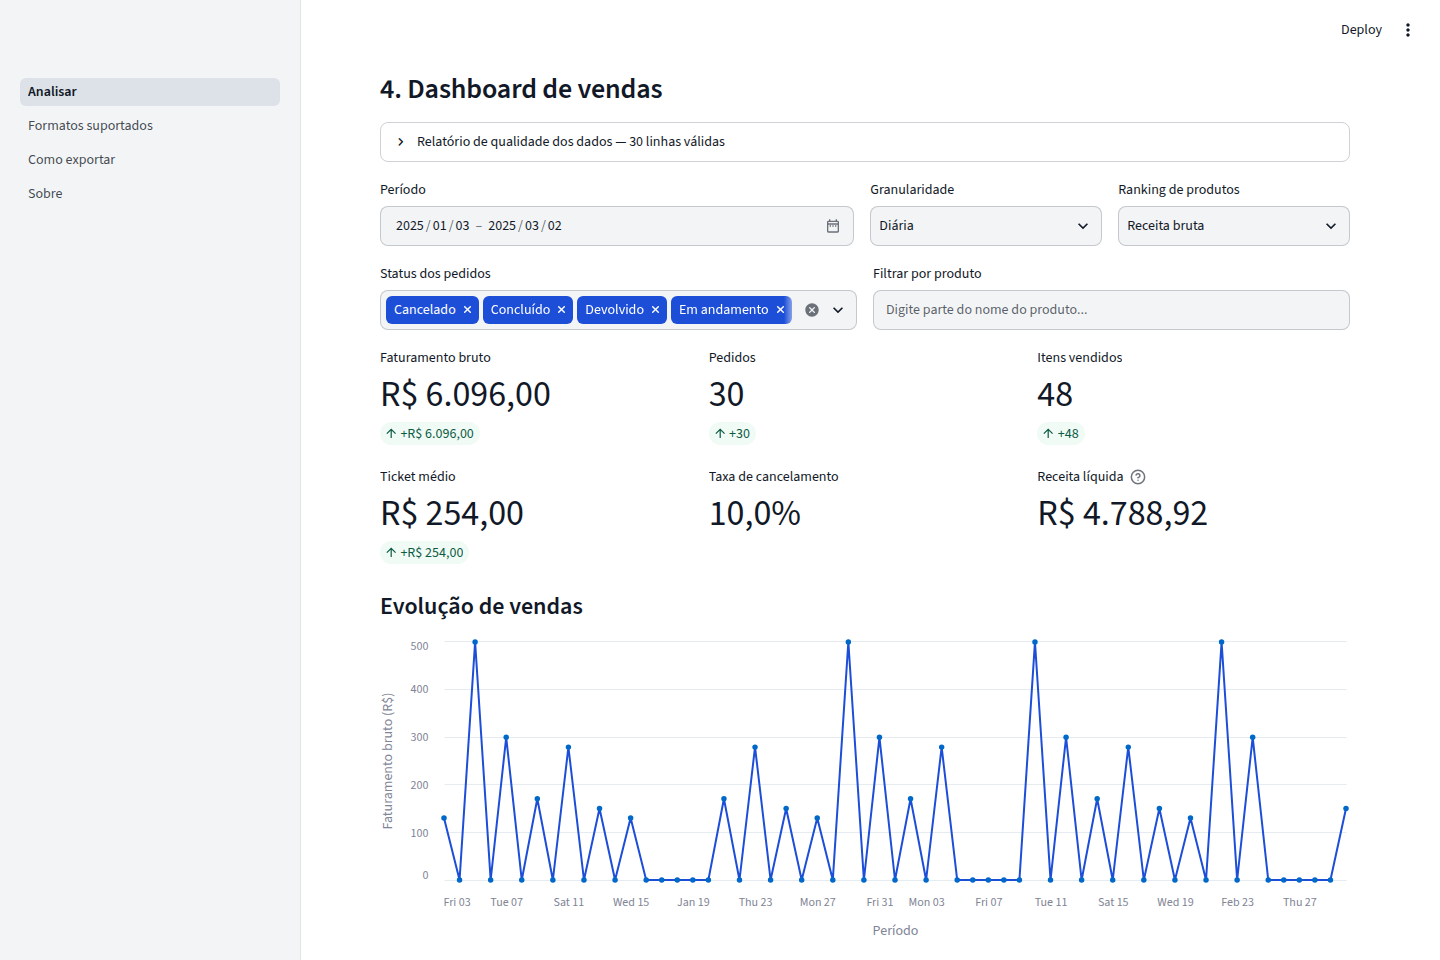 Deploy
Analisar
Formatos suportados
Como exportar
Sobre
4. Dashboard de vendas
Relatório de qualidade dos dados — 30 linhas válidas
Período
Granularidade
Ranking de produtos
2025/01/03 – 2025/03/02
Diária
Receita bruta
Status dos pedidos
Filtrar por produto
Cancelado
Concluído
Devolvido
Em andamento
Digite parte do nome do produto...
Faturamento bruto
Pedidos
Itens vendidos
R$ 6.096,00
30
48
+R$ 6.096,00
+30
+48
Ticket médio
Taxa de cancelamento
Receita líquida
R$ 254,00
10,0%
R$ 4.788,92
+R$ 254,00
Evolução de vendas
Faturamento bruto (R$)
500
400
300
200
100
0
Fri 03 Tue 07 Sat 11 Wed 15 Jan 19 Thu 23 Mon 27 Fri 31 Mon 03 Fri 07 Tue 11 Sat 15 Wed 19 Feb 23 Thu 27
Período